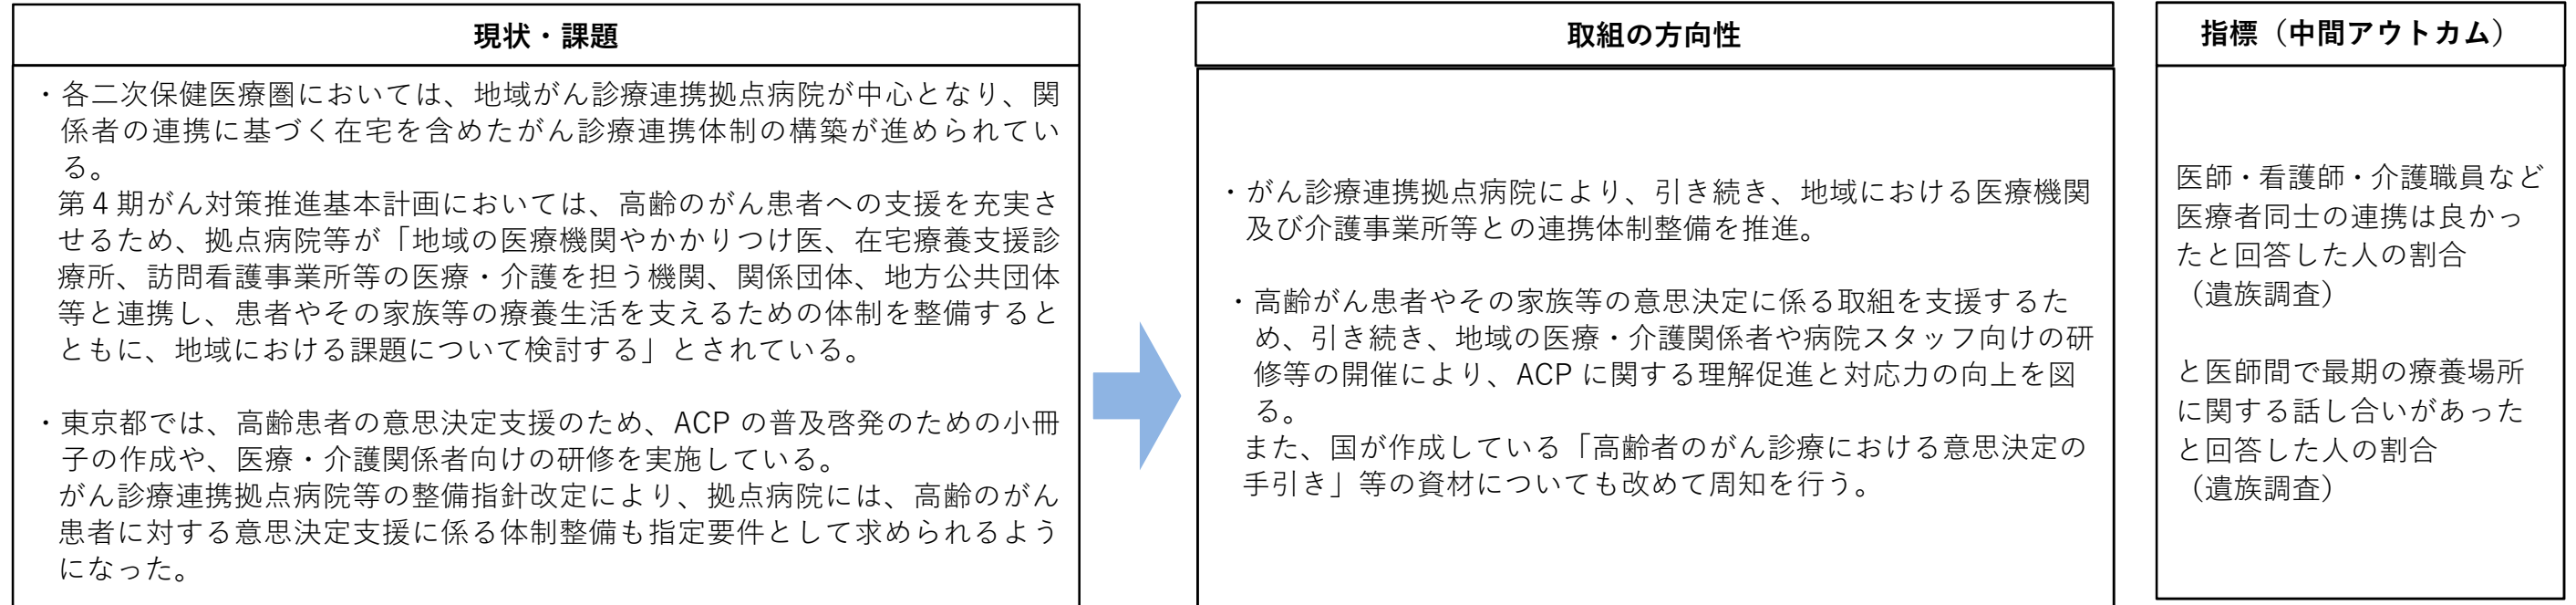 現状・課題
・各二次保健医療圏においては、地域がん診療連携拠点病院が中心となり、関
係者の連携に基づく在宅を含めたがん診療連携体制の構築が進められてい
る。
第４期がん対策推進基本計画においては、高齢のがん患者への支援を充実さ
せるため、拠点病院等が「地域の医療機関やかかりつけ医、在宅療養支援診
療所、訪問看護事業所等の医療・介護を担う機関、関係団体、地方公共団体
等と連携し、患者やその家族等の療養生活を支えるための体制を整備すると
ともに、地域における課題について検討する」とされている。
・東京都では、高齢患者の意思決定支援のため、ACP の普及啓発のための小冊
子の作成や、医療・介護関係者向けの研修を実施している。
がん診療連携拠点病院等の整備指針改定により、拠点病院には、高齢のがん
患者に対する意思決定支援に係る体制整備も指定要件として求められるよう
になった。
取組の方向性
・がん診療連携拠点病院により、引き続き、地域における医療機関
及び介護事業所等との連携体制整備を推進。
・高齢がん患者やその家族等の意思決定に係る取組を支援するた
め、引き続き、地域の医療・介護関係者や病院スタッフ向けの研
修等の開催により、ACP に関する理解促進と対応力の向上を図
る。
また、国が作成している「高齢者のがん診療における意思決定の
手引き」等の資材についても改めて周知を行う。
指標（中間アウトカム）
医師・看護師・介護職員など
医療者同士の連携は良かっ
たと回答した人の割合
（遺族調査）
と医師間で最期の療養場所
に関する話し合いがあった
と回答した人の割合
（遺族調査）